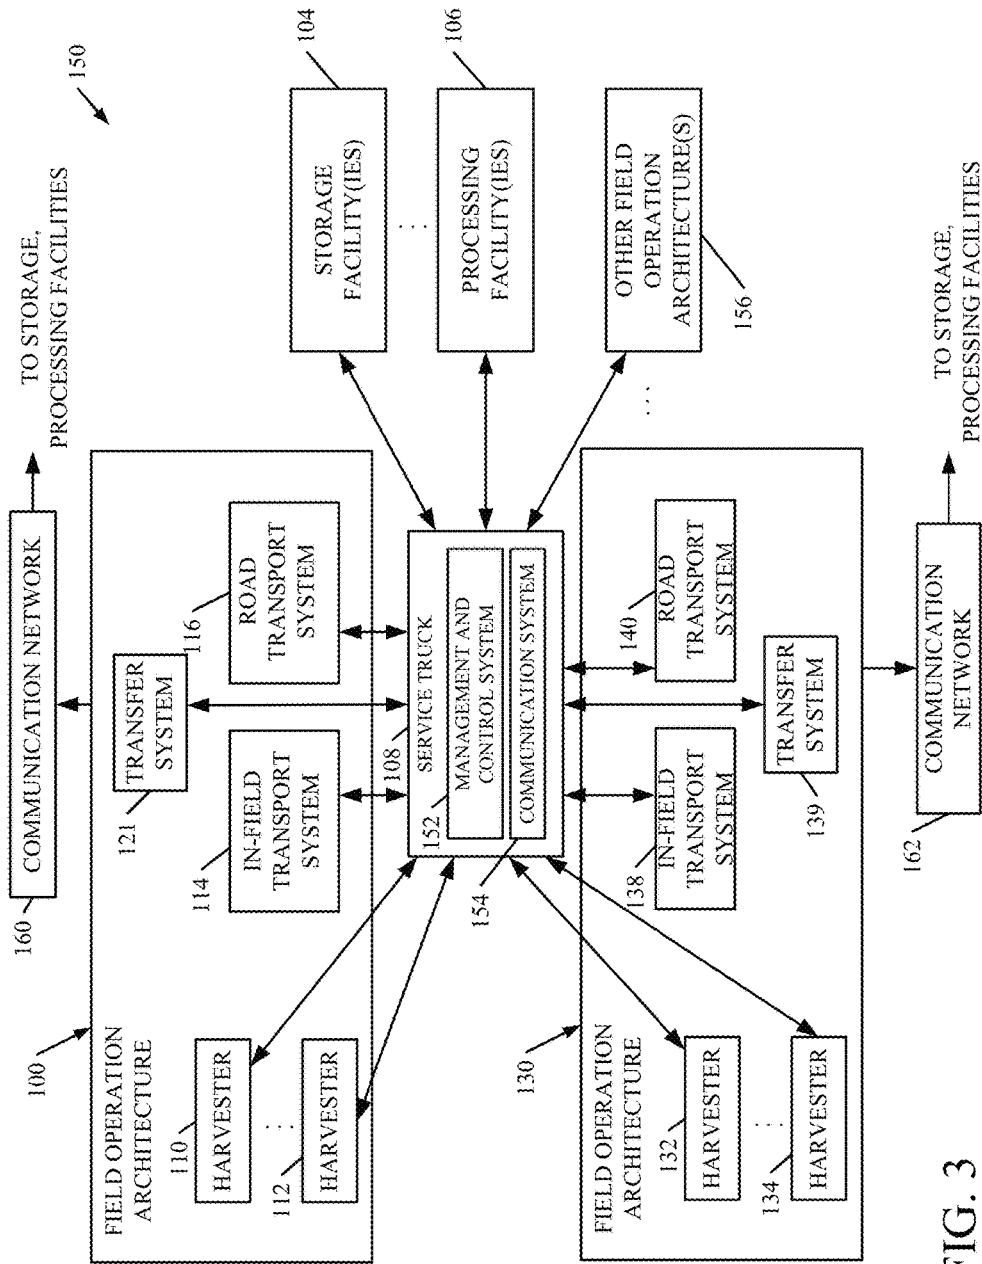 150
COMMUNICATION NETWORK
160
TO STORAGE,
PROCESSING FACILITIES
100
FIELD OPERATION
ARCHITECTURE
TRANSFER
SYSTEM
121
HARVESTER
110
HARVESTER
112
IN-FIELD
TRANSPORT
SYSTEM
114
ROAD
TRANSPORT
SYSTEM
116
SERVICE TRUCK
108
MANAGEMENT AND
CONTROL SYSTEM
152
COMMUNICATION SYSTEM
154
STORAGE
FACILITY(IES)
104
PROCESSING
FACILITY(IES)
106
OTHER FIELD
OPERATION
ARCHITECTURE(S)
156
130
FIELD OPERATION
ARCHITECTURE
HARVESTER
132
HARVESTER
134
IN-FIELD
TRANSPORT
SYSTEM
138
ROAD
TRANSPORT
SYSTEM
140
TRANSFER
SYSTEM
139
COMMUNICATION
NETWORK
162
TO STORAGE,
PROCESSING FACILITIES
FIG. 3